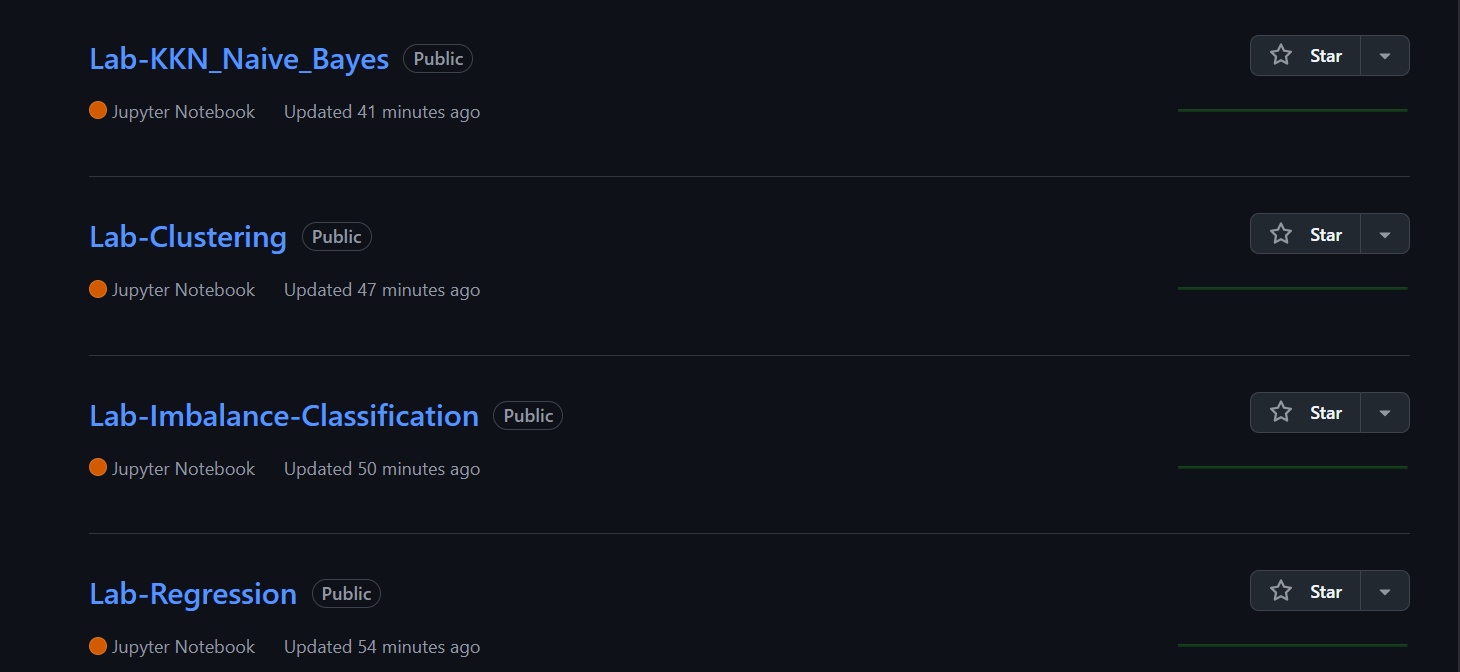 Lab-KKN_Naive_Bayes Public Star
Jupyter Notebook Updated 41 minutes ago
Lab-Clustering Public Star
Jupyter Notebook Updated 47 minutes ago
Lab-Imbalance-Classification Public Star
Jupyter Notebook Updated 50 minutes ago
Lab-Regression Public Star
Jupyter Notebook Updated 54 minutes ago